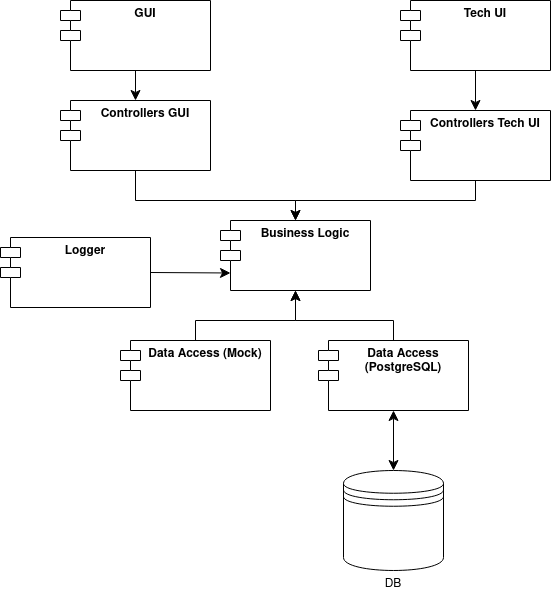 GUI
Tech UI
Controllers GUI
Controllers Tech UI
Business Logic
Logger
Data Access (Mock)
Data Access
(PostgreSQL)
DB